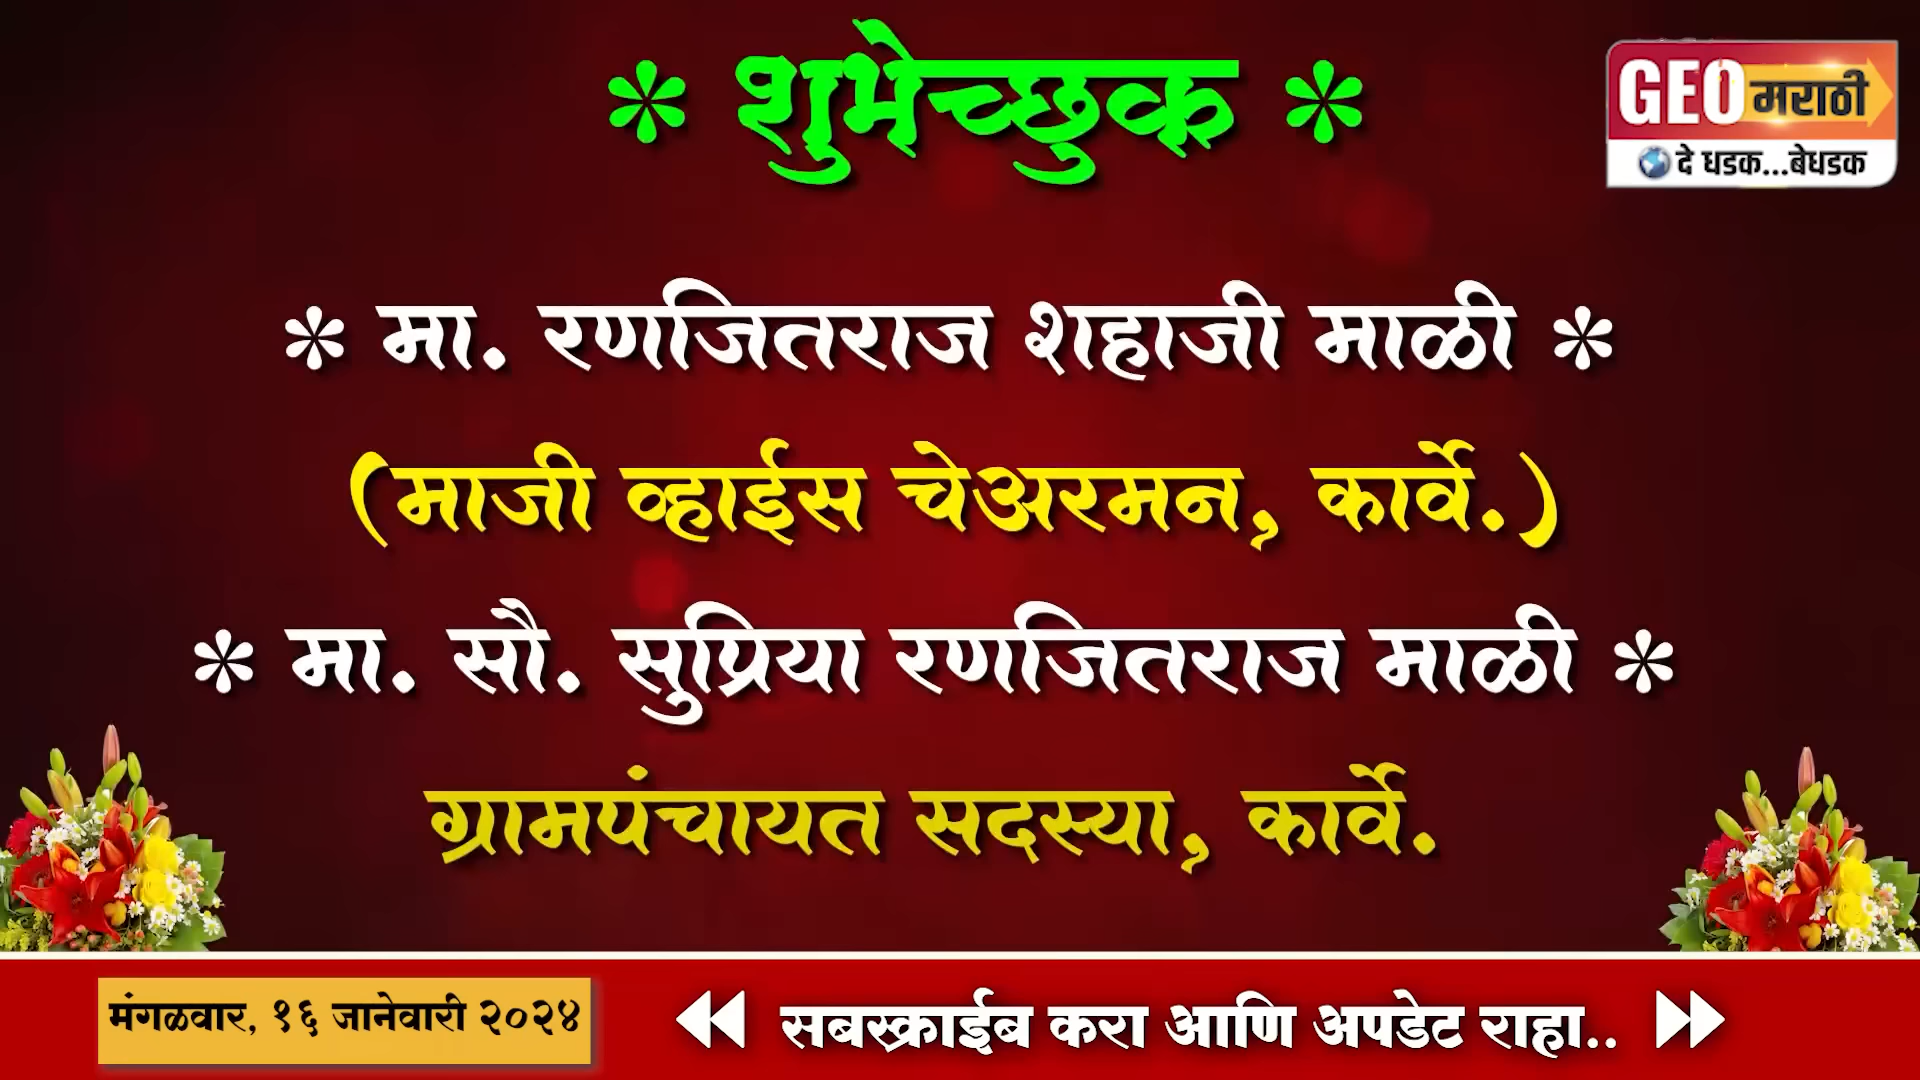 * शुभेच्छुक *
GEO मराठी
दे धडक...बेधडक
* मा. रणजितराज शहाजी माळी *
(माजी व्हाईस चेअरमन, कार्वे.)
* मा. सौ. सुप्रिया रणजितराज माळी *
ग्रामपंचायत सदस्या, कार्वे.
मंगळवार, १६ जानेवारी २०२४
सबस्क्राईब करा आणि अपडेट राहा..